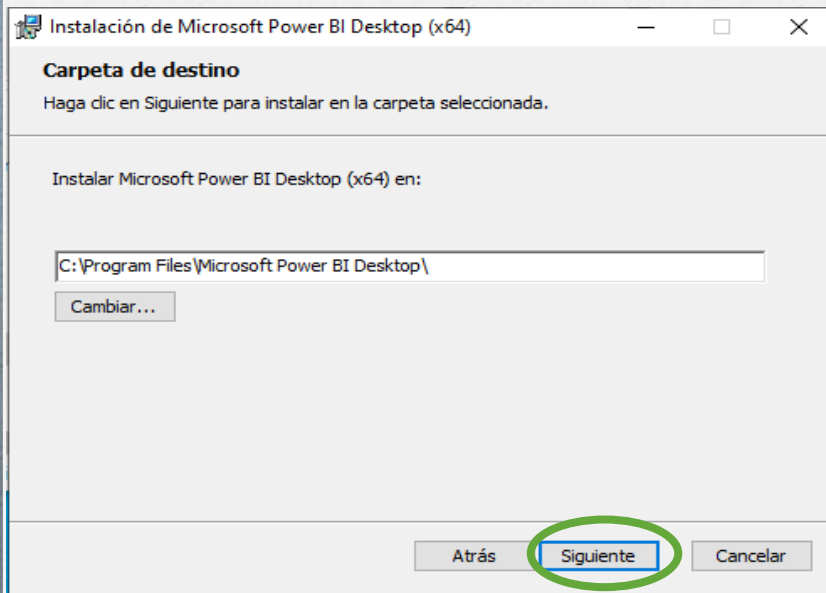 Instalación de Microsoft Power BI Desktop (x64)
Carpeta de destino
Haga clic en Siguiente para instalar en la carpeta seleccionada.
Instalar Microsoft Power BI Desktop (x64) en:
C:\Program Files\Microsoft Power BI Desktop\
Cambiar...
Atrás Siguiente Cancelar